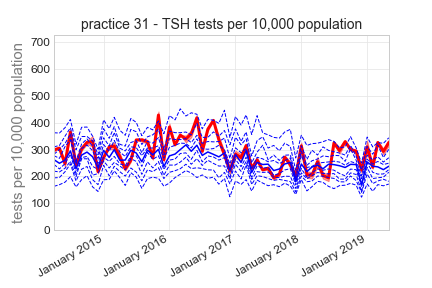 practice 31 - TSH tests per 10,000 population
tests per 10,000 population
700
600
500
400
300
200
100
0
January 2015
January 2016
January 2017
January 2018
January 2019